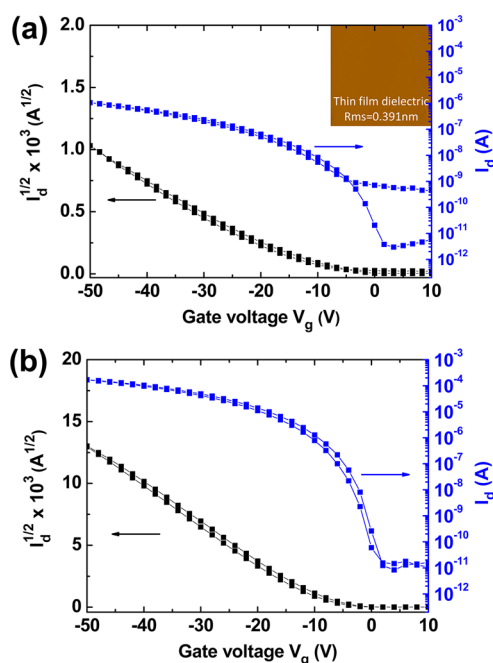 (a)
2.0
1.5
1.0
0.5
0.0
I_d^1/2 x 10^3 (A^1/2)
Thin film dielectric
Rms=0.391nm
10^-3
10^-4
10^-5
10^-6
10^-7
10^-8
10^-9
10^-10
10^-11
10^-12
I_d (A)
-50 -40 -30 -20 -10 0 10
Gate voltage V_g (V)
(b)
20
15
10
5
0
I_d^1/2 x 10^3 (A^1/2)
10^-3
10^-4
10^-5
10^-6
10^-7
10^-8
10^-9
10^-10
10^-11
10^-12
I_d (A)
-50 -40 -30 -20 -10 0 10
Gate voltage V_g (V)